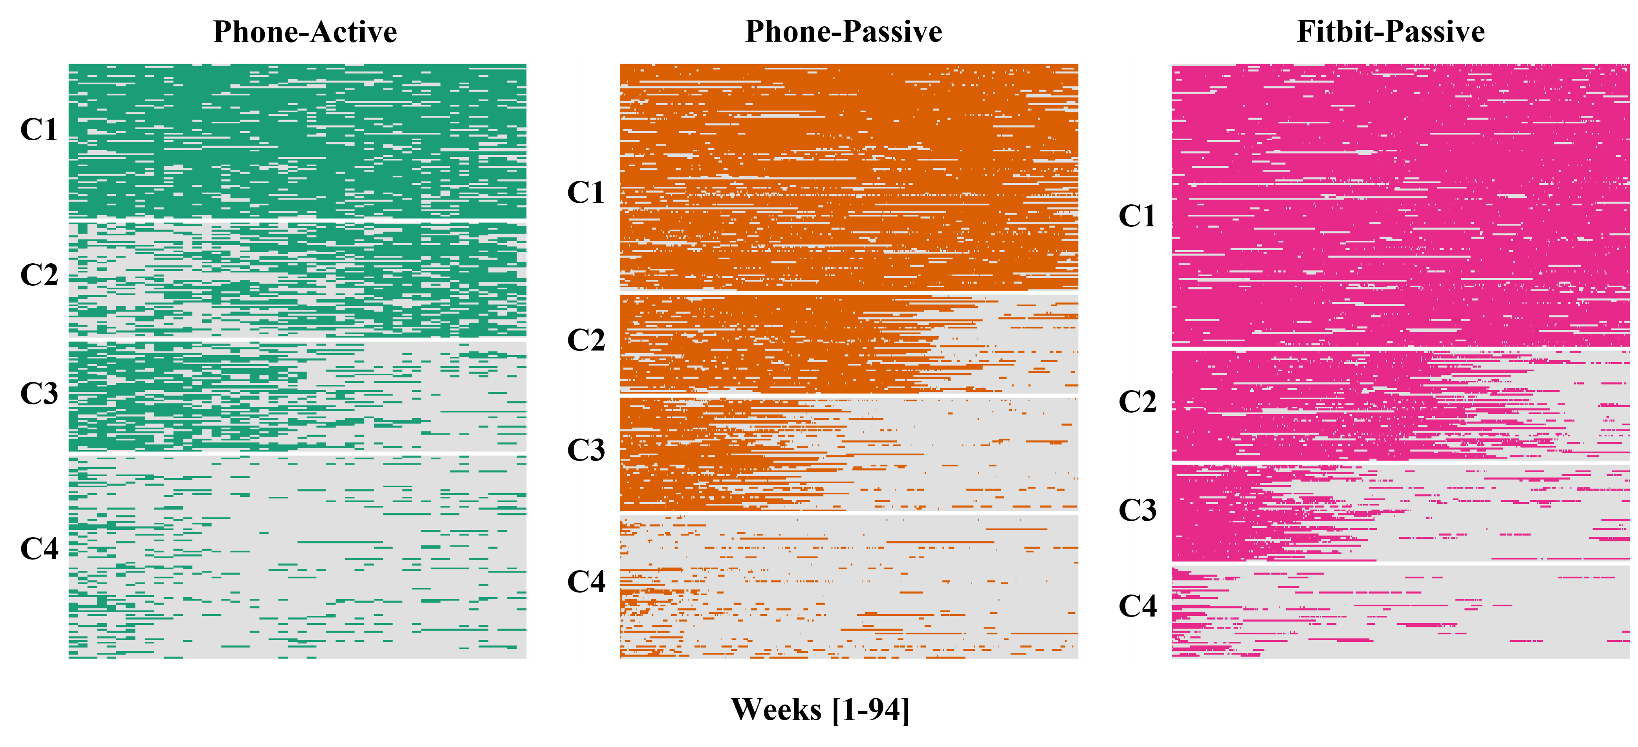 Phone-Active
Phone-Passive
Fitbit-Passive
C1
C2
C3
C4
C1
C2
C3
C4
C1
C2
C3
C4
Weeks [1-94]